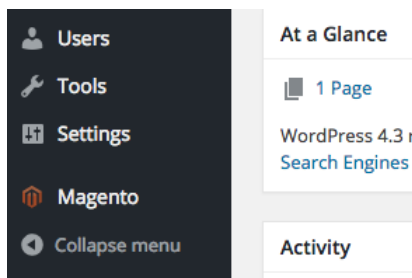 Users
Tools
Settings
Magento
Collapse menu
At a Glance
1 Page
WordPress 4.3
Search Engines
Activity